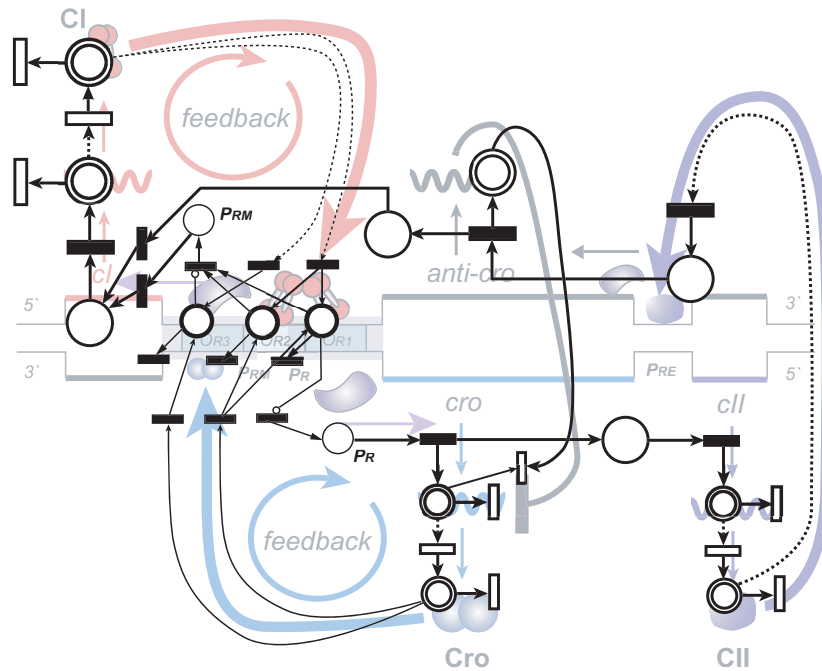 CI
feedback
PRM
cI
anti-cro
5`
3`
OR3
OR2
OR1
3`
5`
PRM
PR
PRE
cro
cII
PR
feedback
Cro
CII